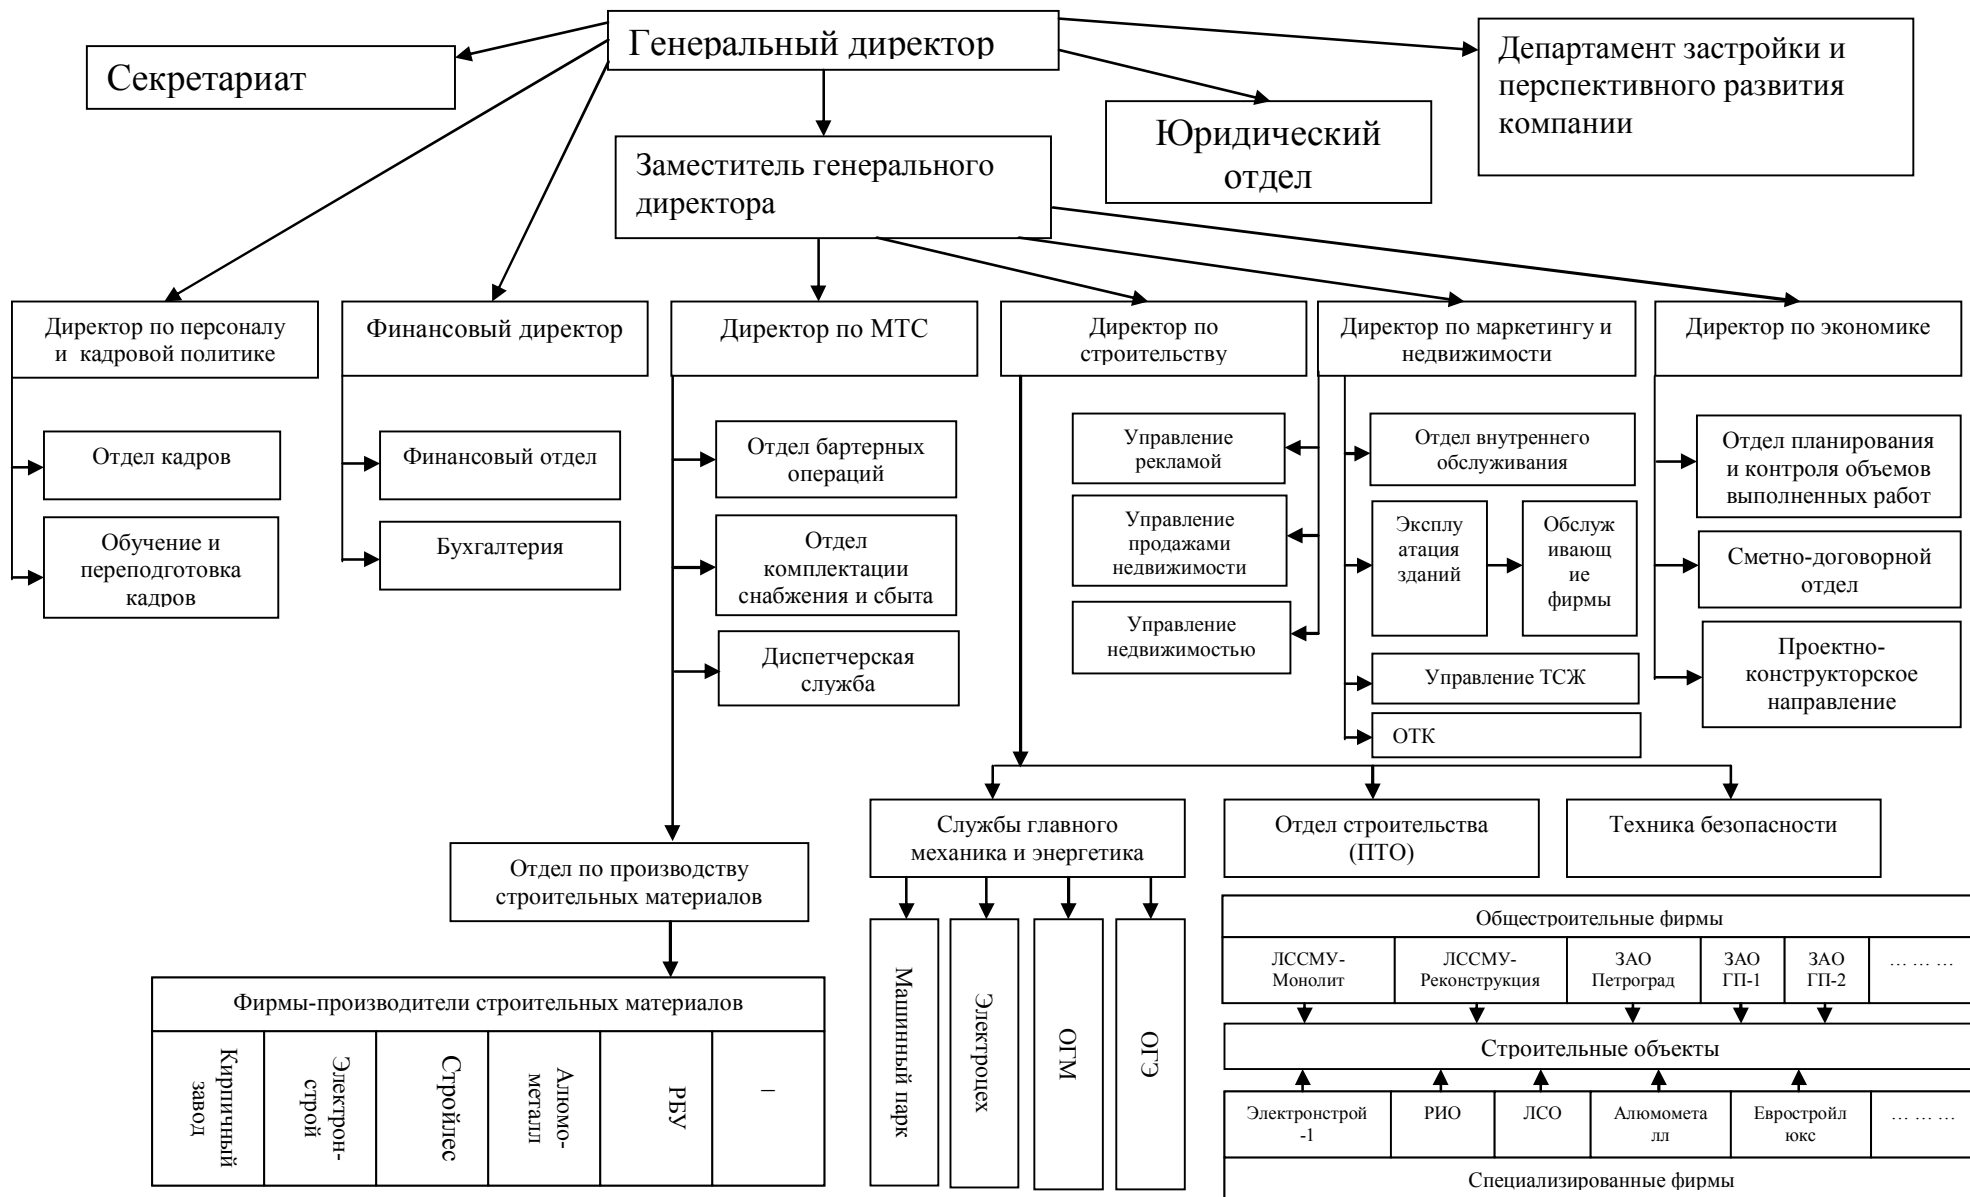 Генеральный директор
Секретариат
Департамент застройки и
перспективного развития
компании
Юридический
отдел
Заместитель генерального
директора
Директор по персоналу
и кадровой политике
Финансовый директор
Директор по МТС
Директор по
строительству
Директор по маркетингу и
недвижимости
Директор по экономике
Отдел кадров
Обучение и
переподготовка
кадров
Финансовый отдел
Бухгалтерия
Отдел бартерных
операций
Отдел
комплектации
снабжения и сбыта
Диспетчерская
служба
Управление
рекламой
Управление
продажами
недвижимости
Управление
недвижимостью
Отдел внутреннего
обслуживания
Эксплу
атация
зданий
Обслуж
ивающ
ие
фирмы
Управление ТСЖ
ОТК
Отдел планирования
и контроля объемов
выполненных работ
Сметно-договорной
отдел
Проектно-
конструкторское
направление
Отдел по производству
строительных материалов
Службы главного
механика и энергетика
Отдел строительства
(ПТО)
Техника безопасности
Фирмы-производители строительных материалов
Кирпичный
завод
Электрон-
строй
Стройлес
Алюмо-
металл
РБУ
–
Машинный парк
Электроцех
ОГМ
ОГЭ
Общестроительные фирмы
ЛССМУ-
Монолит
ЛССМУ-
Реконструкция
ЗАО
Петроград
ЗАО
ГП-1
ЗАО
ГП-2
… … …
Строительные объекты
Электронстрой
-1
РИО
ЛСО
Алюмомета
лл
Евростройл
юкс
… … …
Специализированные фирмы